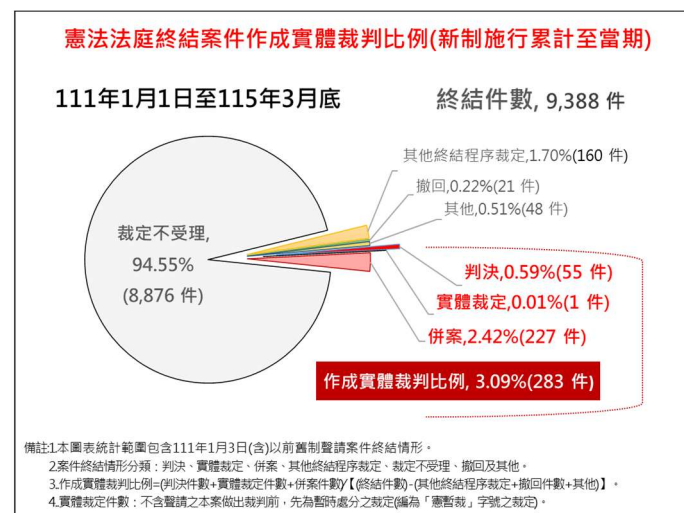 憲法法庭終結案件作成實體裁判比例(新制施行累計至當期)
111年1月1日至115年3月底
終結件數, 9,388 件
其他終結程序裁定,1.70%(160 件)
撤回,0.22%(21 件)
其他,0.51%(48 件)
裁定不受理,
94.55%
(8,876 件)
判決,0.59%(55 件)
實體裁定,0.01%(1 件)
併案,2.42%(227 件)
作成實體裁判比例, 3.09%(283 件)
備註:1.本圖表統計範圍包含111年1月3日(含)以前舊制聲請案件終結情形。
2.案件終結情形分類：判決、實體裁定、併案、其他終結程序裁定、裁定不受理、撤回及其他。
3.作成實體裁判比例=(判決件數+實體裁定件數+併案件數)/【(終結件數)-(其他終結程序+撤回件數+其他)】。
4.實體裁定件數：不含聲請之本案做出裁判前，先為暫時處分之裁定(編為「憲暫裁」字號之裁定)。